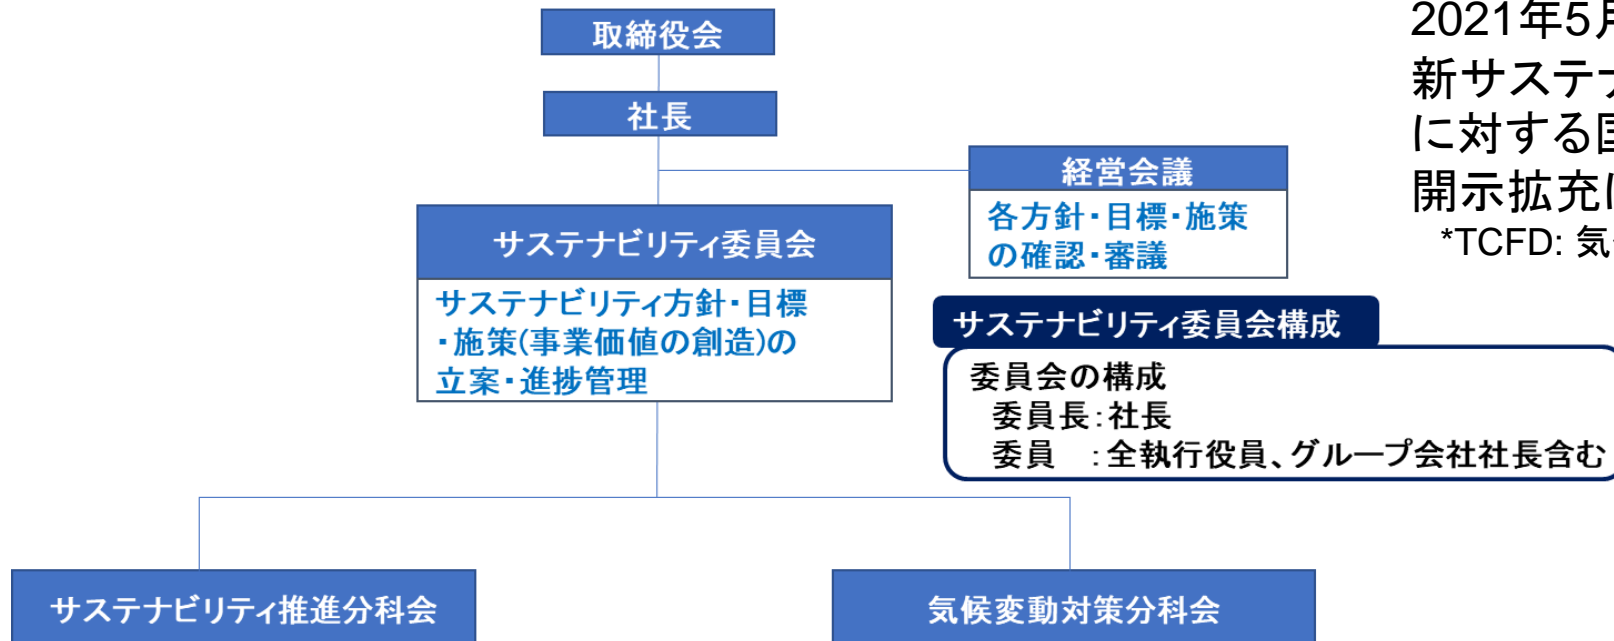 取締役会
社長
経営会議
各方針・目標・施策
の確認・審議
サステナビリティ委員会
サステナビリティ方針・目標
・施策(事業価値の創造)の
立案・進捗管理
サステナビリティ委員会構成
委員会の構成
委員長:社長
委員 :全執行役員、グループ会社社長含む
サステナビリティ推進分科会
気候変動対策分科会
2021年5月
新サステナ
に対する
開示拡充
*TCFD: 気